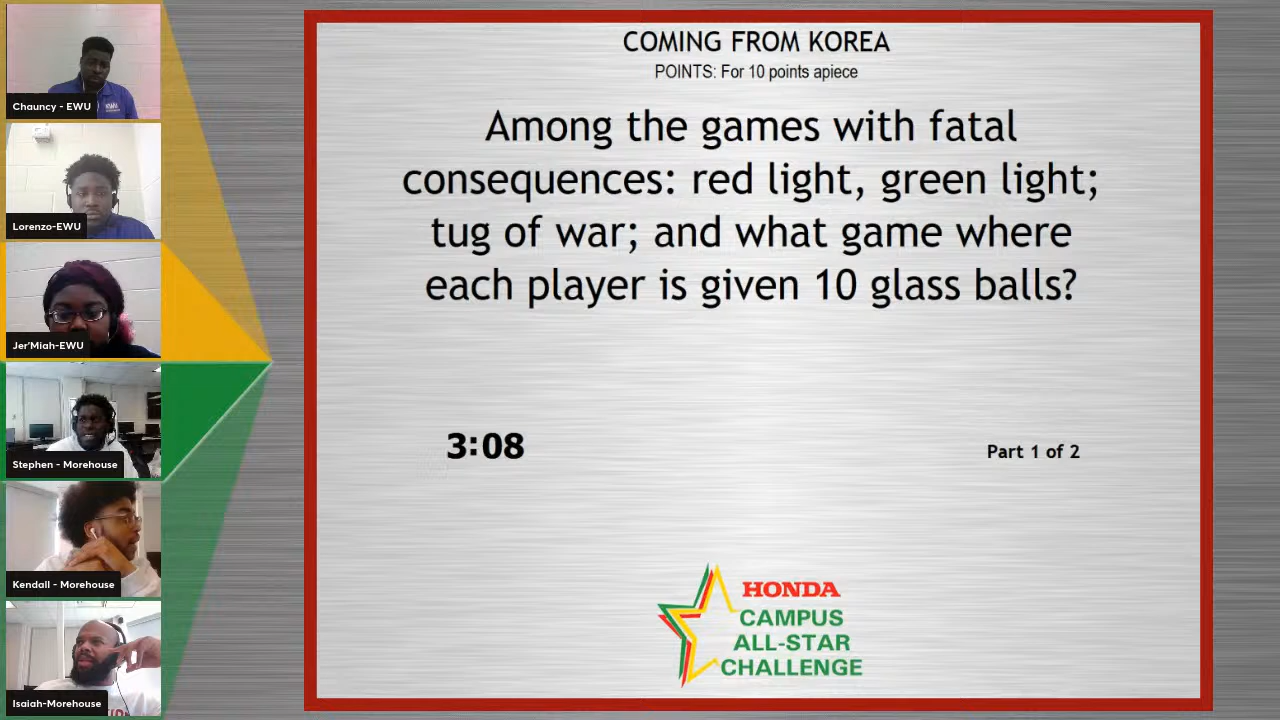 COMING FROM KOREA
POINTS: For 10 points apiece
Among the games with fatal
consequences: red light, green light;
tug of war; and what game where
each player is given 10 glass balls?
3:08
Part 1 of 2
HONDA
CAMPUS
ALL-STAR
CHALLENGE
Chauncy - EWU
Lorenzo-EWU
Jer'Miah-EWU
Stephen - Morehouse
Kendall - Morehouse
Isaiah-Morehouse